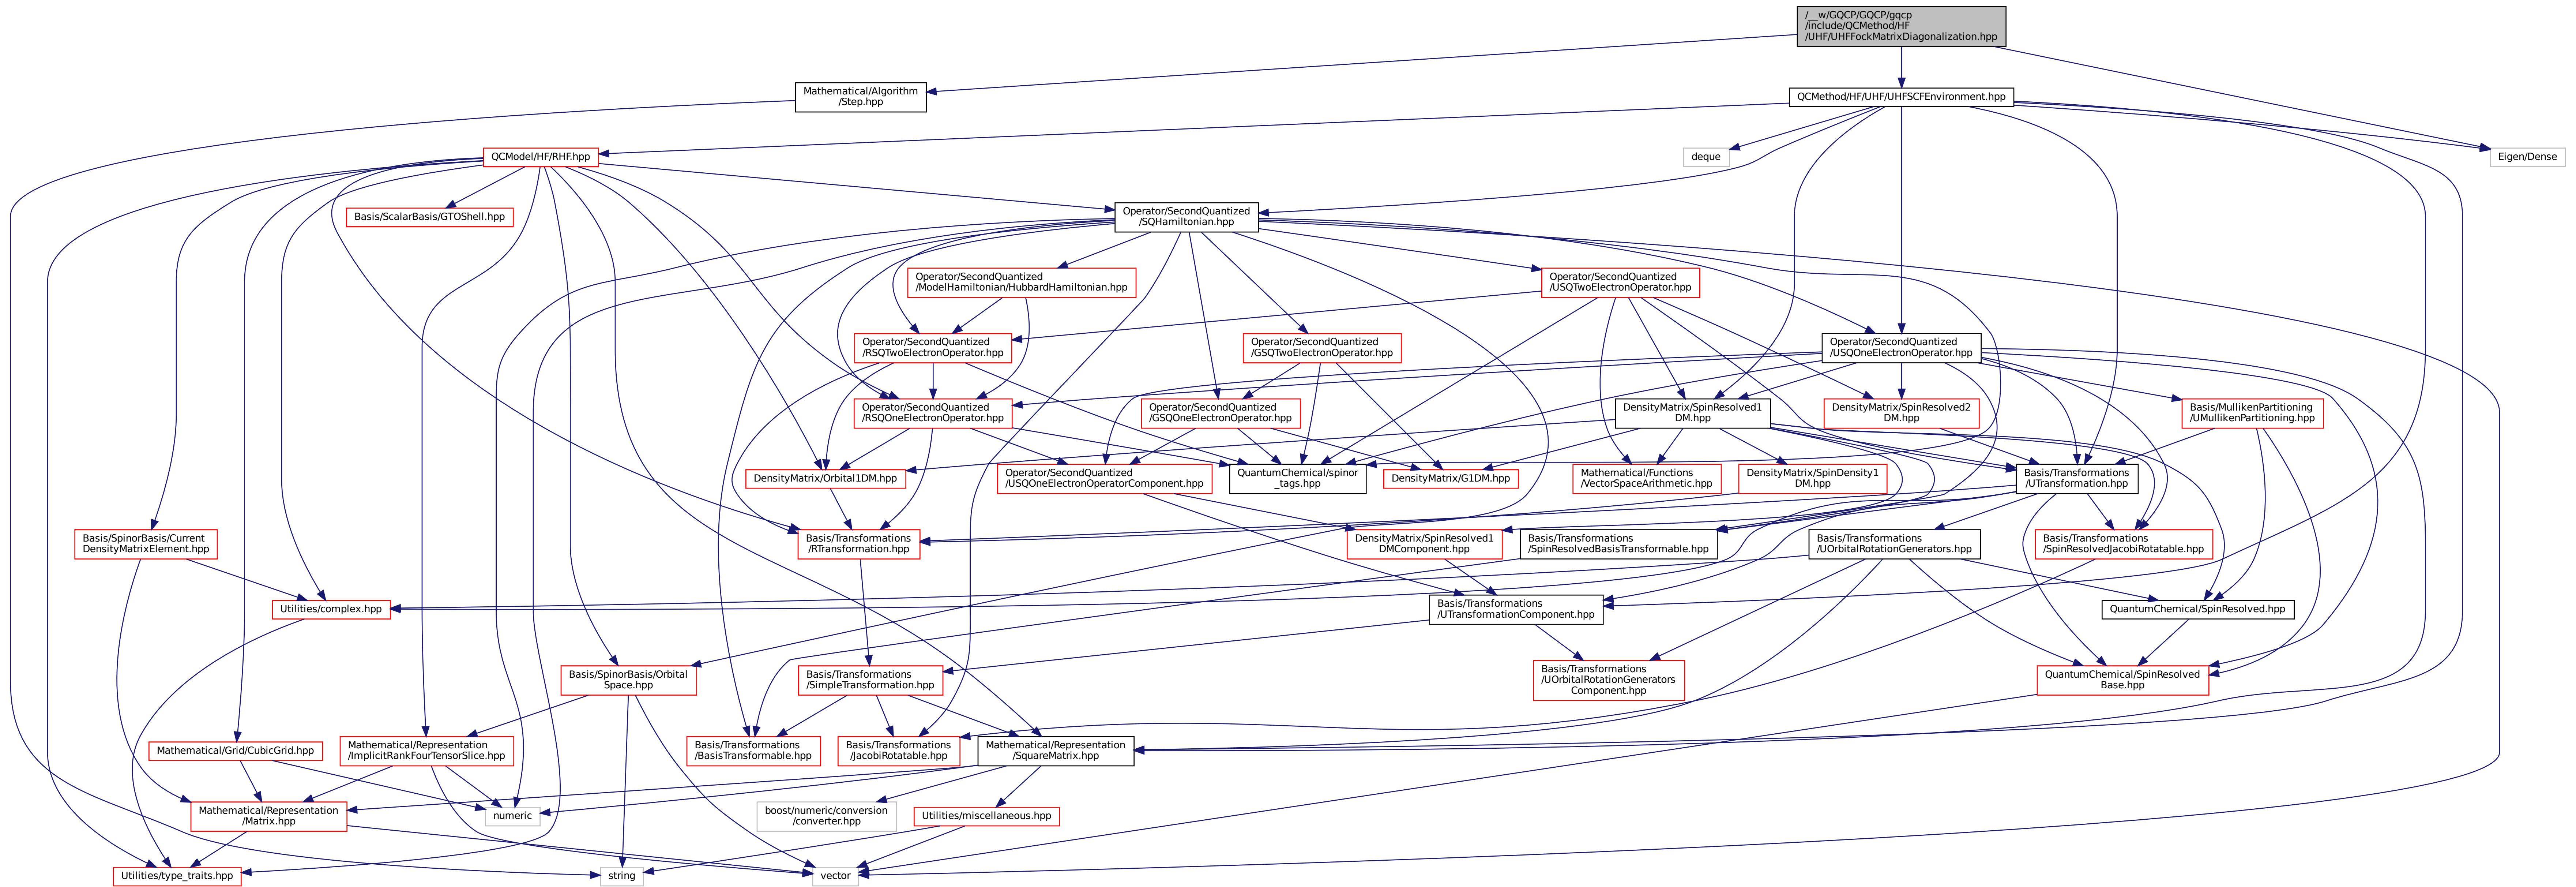 /__w/GQCP/GQCP/gqcp
/include/QCMethod/HF
/UHF/UHFFockMatrixDiagonalization.hpp
Mathematical/Algorithm
/Step.hpp
QCMethod/HF/UHF/UHFSCFEnvironment.hpp
QCModel/HF/RHF.hpp
deque
Eigen/Dense
Basis/ScalarBasis/GTOShell.hpp
Operator/SecondQuantized
/SQHamiltonian.hpp
Operator/SecondQuantized
/ModelHamiltonian/HubbardHamiltonian.hpp
Operator/SecondQuantized
/USQTwoElectronOperator.hpp
Operator/SecondQuantized
/RSQTwoElectronOperator.hpp
Operator/SecondQuantized
/GSQTwoElectronOperator.hpp
Operator/SecondQuantized
/USQOneElectronOperator.hpp
Operator/SecondQuantized
/RSQOneElectronOperator.hpp
Operator/SecondQuantized
/GSQOneElectronOperator.hpp
DensityMatrix/SpinResolved1
DM.hpp
DensityMatrix/SpinResolved2
DM.hpp
Basis/MullikenPartitioning
/UMullikenPartitioning.hpp
DensityMatrix/Orbital1DM.hpp
Operator/SecondQuantized
/USQOneElectronOperatorComponent.hpp
QuantumChemical/spinor
_tags.hpp
DensityMatrix/G1DM.hpp
Mathematical/Functions
/VectorSpaceArithmetic.hpp
DensityMatrix/SpinDensity1
DM.hpp
Basis/Transformations
/UTransformation.hpp
Basis/SpinorBasis/Current
DensityMatrixElement.hpp
Basis/Transformations
/RTransformation.hpp
DensityMatrix/SpinResolved1
DMComponent.hpp
Basis/Transformations
/SpinResolvedBasisTransformable.hpp
Basis/Transformations
/UOrbitalRotationGenerators.hpp
Basis/Transformations
/SpinResolvedJacobiRotatable.hpp
Utilities/complex.hpp
Basis/Transformations
/UTransformationComponent.hpp
QuantumChemical/SpinResolved.hpp
Basis/SpinorBasis/Orbital
Space.hpp
Basis/Transformations
/SimpleTransformation.hpp
Basis/Transformations
/UOrbitalRotationGenerators
Component.hpp
QuantumChemical/SpinResolved
Base.hpp
Mathematical/Grid/CubicGrid.hpp
Mathematical/Representation
/ImplicitRankFourTensorSlice.hpp
Basis/Transformations
/BasisTransformable.hpp
Basis/Transformations
/JacobiRotatable.hpp
Mathematical/Representation
/SquareMatrix.hpp
Mathematical/Representation
/Matrix.hpp
numeric
boost/numeric/conversion
/converter.hpp
Utilities/miscellaneous.hpp
Utilities/type_traits.hpp
string
vector